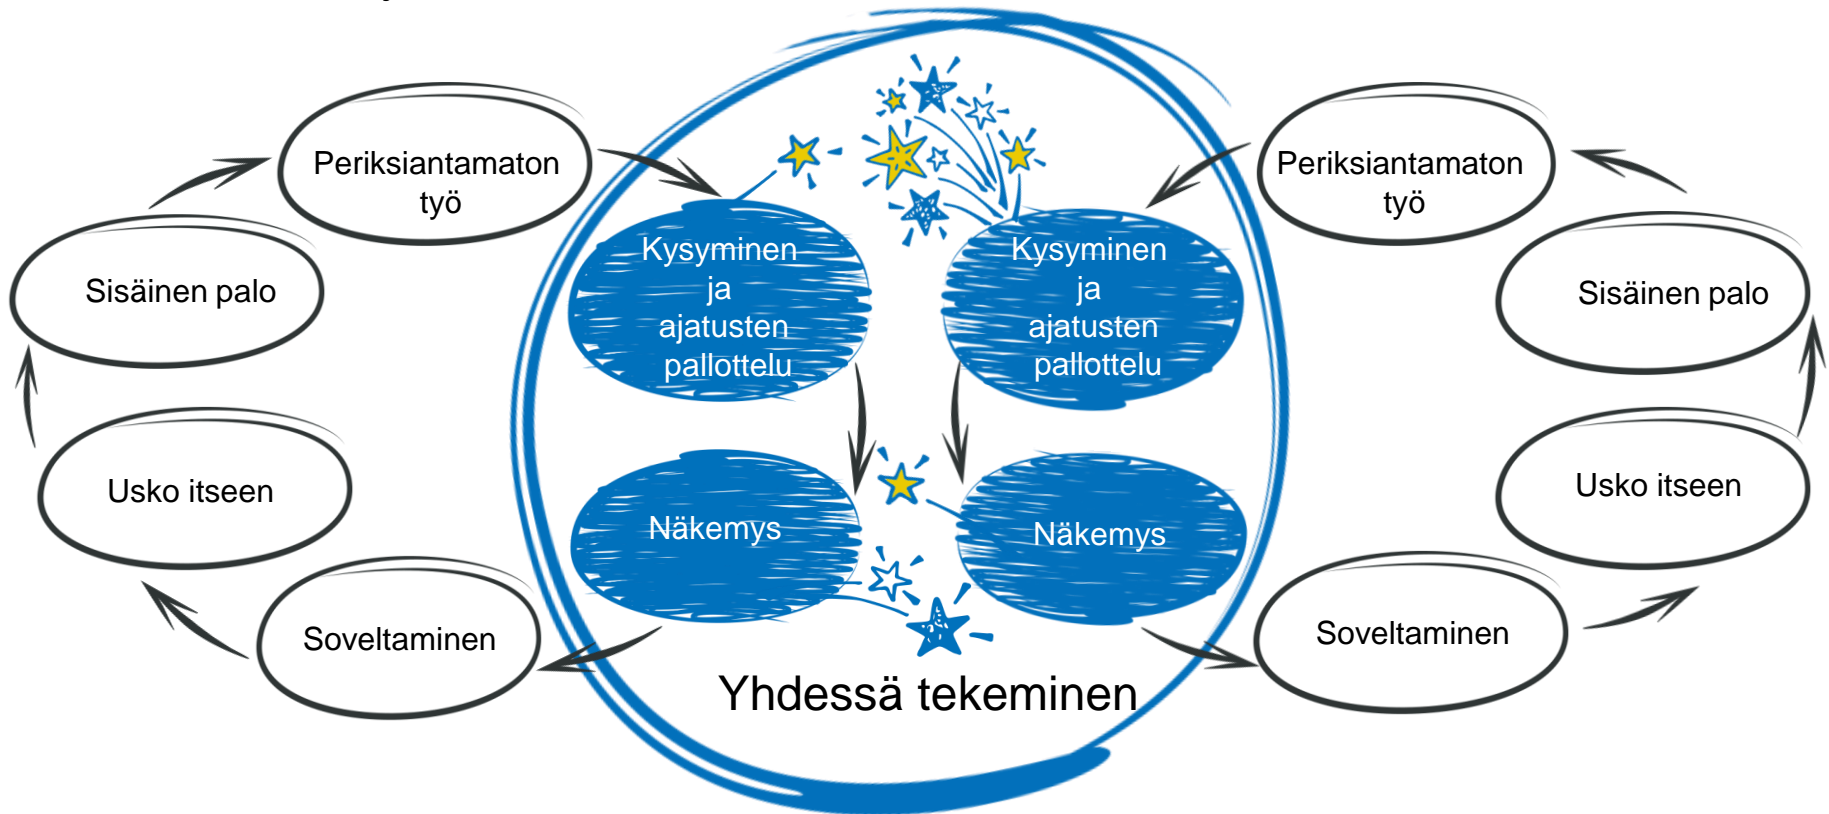 Periksiantamaton
työ
Sisäinen palo
Usko itseen
Soveltaminen
Kysyminen
ja
ajatusten
pallottelu
Näkemys
Kysyminen
ja
ajatusten
pallottelu
Näkemys
Yhdessä tekeminen
Periksiantamaton
työ
Sisäinen palo
Usko itseen
Soveltaminen